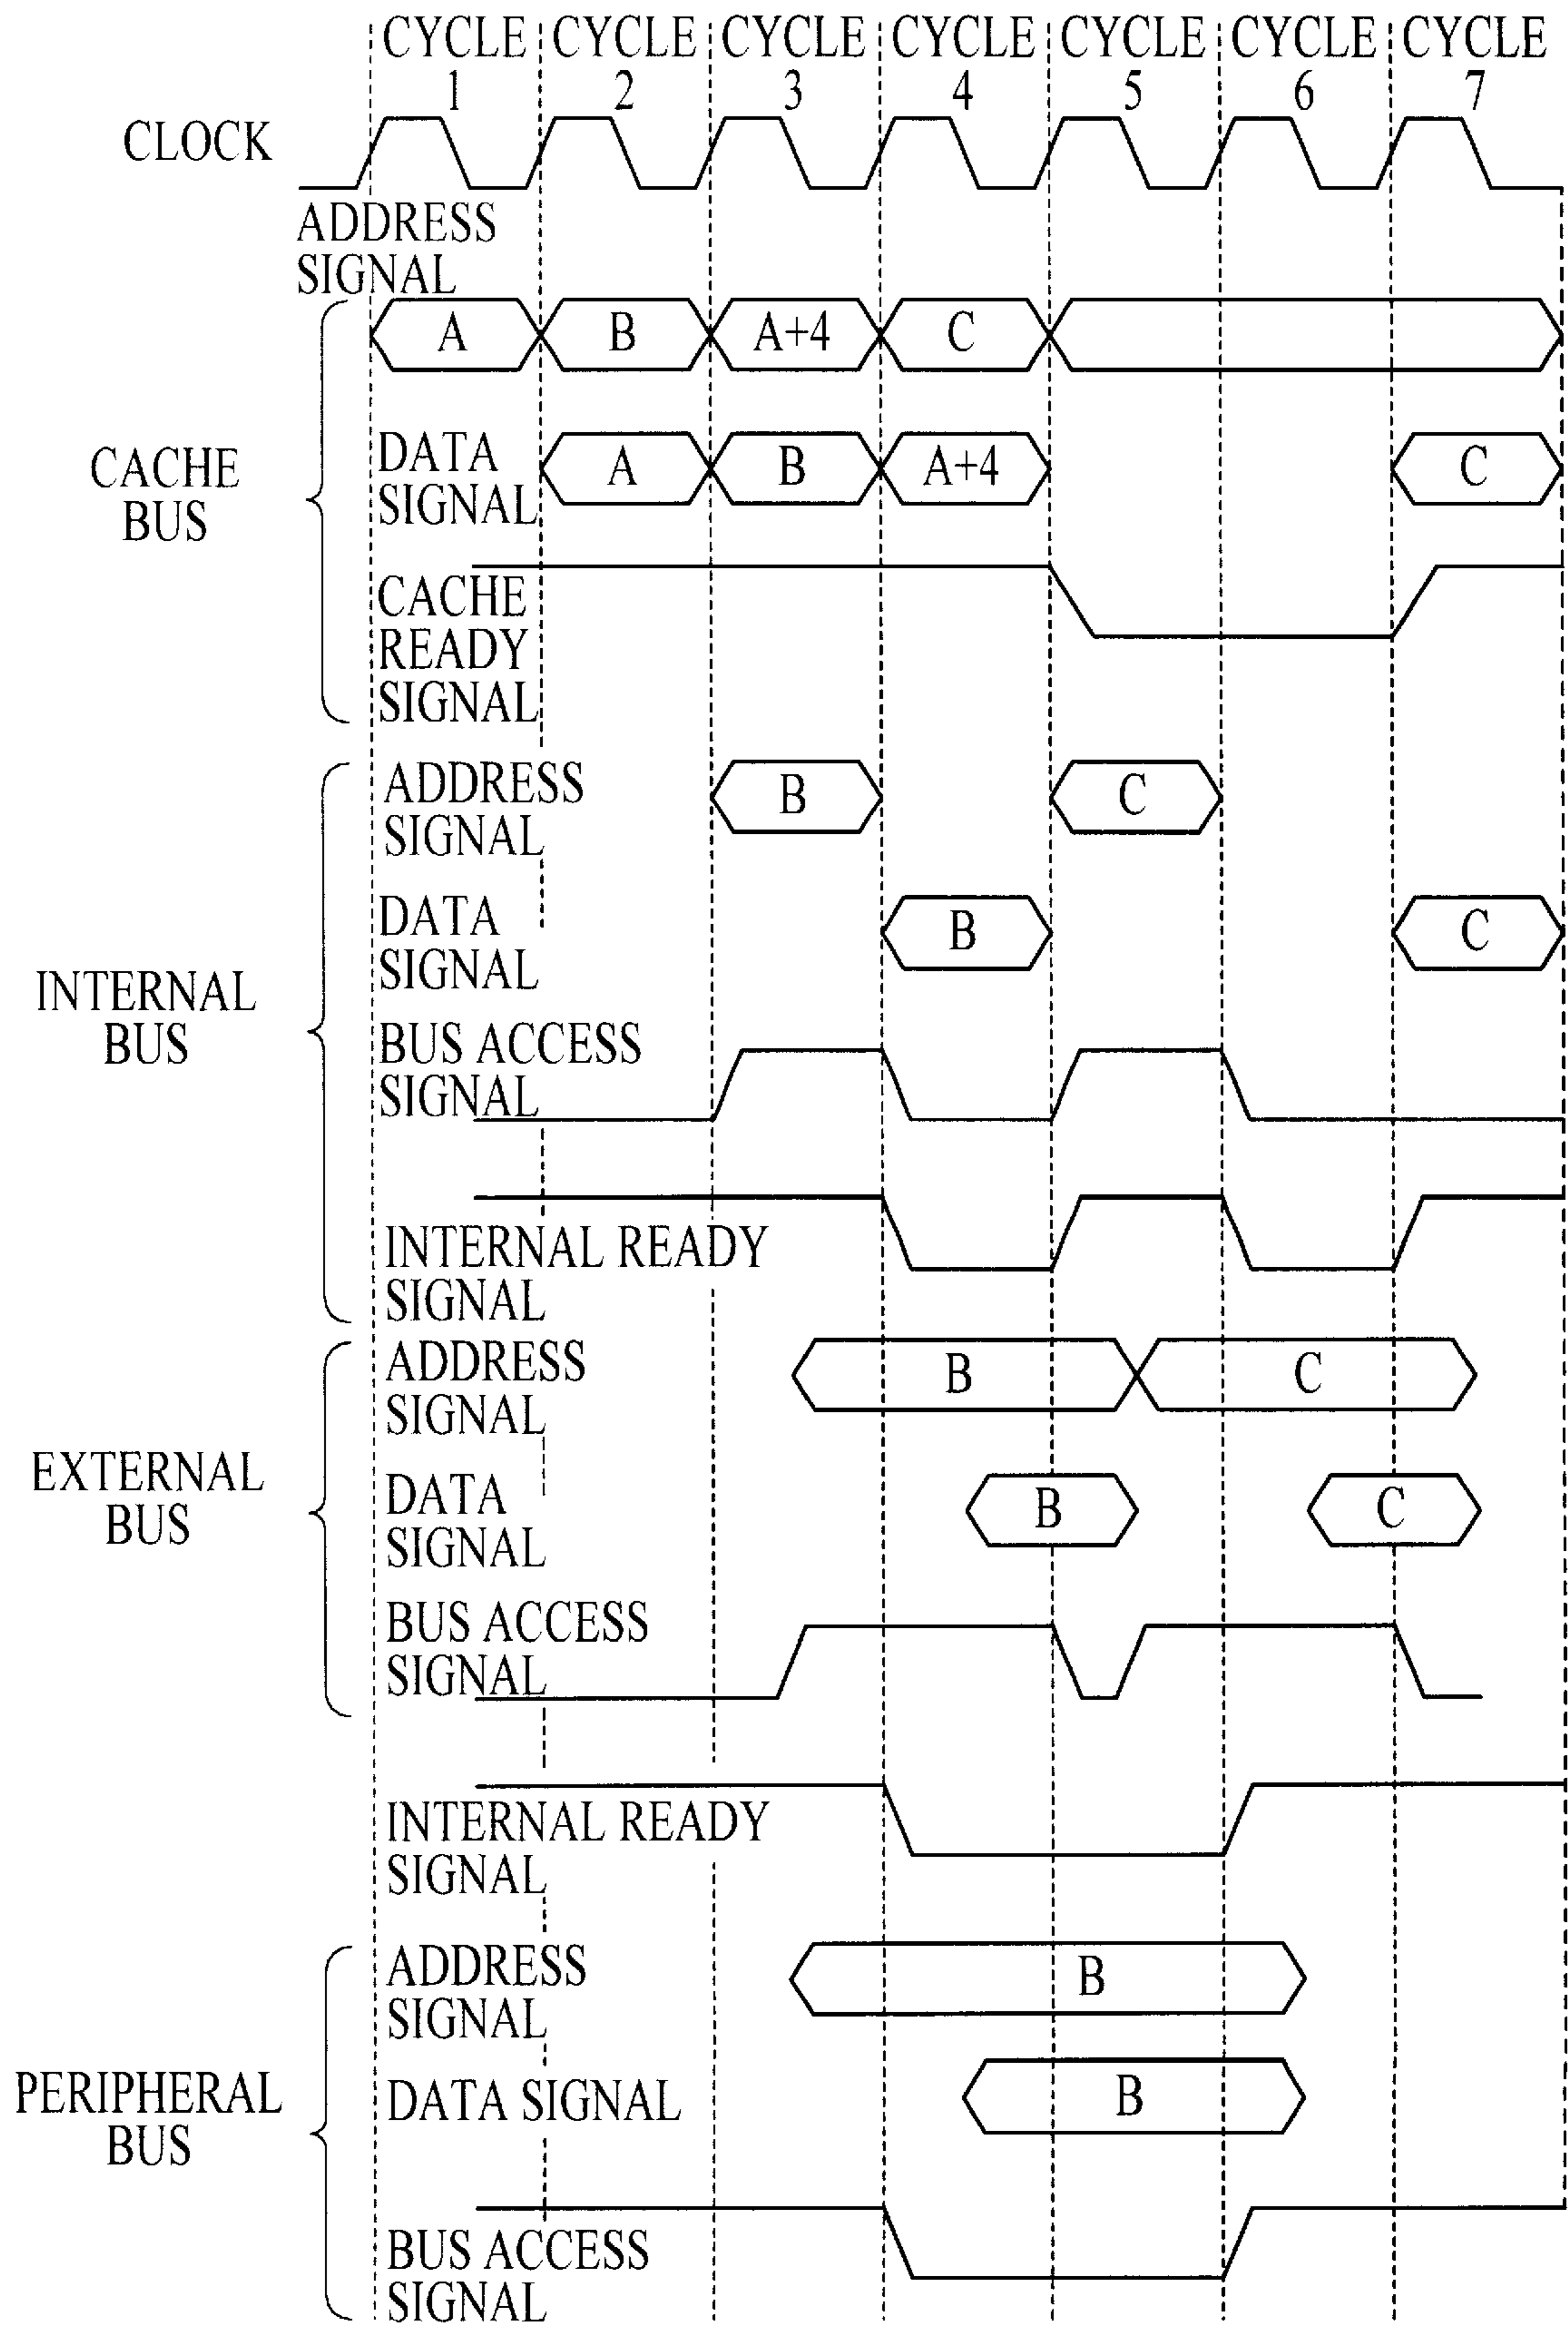 CYCLE CYCLE CYCLE CYCLE CYCLE CYCLE CYCLE
1 2 3 4 5 6 7
CLOCK
ADDRESS
SIGNAL
A B A+4 C
CACHE
BUS
DATA
SIGNAL
A B A+4 C
CACHE
READY
SIGNAL
INTERNAL
BUS
ADDRESS
SIGNAL
B C
DATA
SIGNAL
B C
BUS ACCESS
SIGNAL
INTERNAL READY
SIGNAL
EXTERNAL
BUS
ADDRESS
SIGNAL
B C
DATA
SIGNAL
B C
BUS ACCESS
SIGNAL
INTERNAL READY
SIGNAL
PERIPHERAL
BUS
ADDRESS
SIGNAL
B
DATA SIGNAL
B
BUS ACCESS
SIGNAL